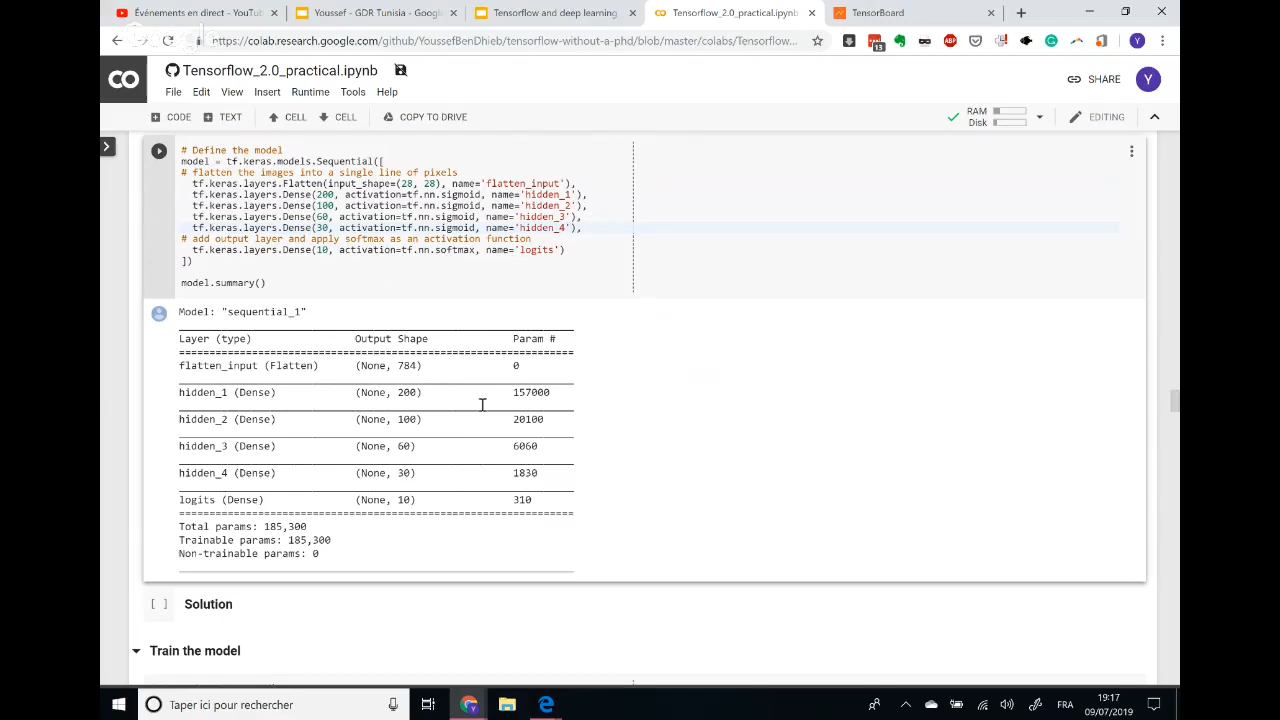 Événements en direct - YouTub
Youssef - GDR Tunisia - Google
Tensorflow and deep learning
Tensorflow_2.0_practical.ipynb
TensorBoard
https://colab.research.google.com/github/YoussefBenDhieb/tensorflow-without-a-phd/blob/master/colabs/Tensorflow...
13
ABP
Y
CO
Tensorflow_2.0_practical.ipynb
SHARE
Y
File Edit View Insert Runtime Tools Help
CODE TEXT CELL CELL COPY TO DRIVE
RAM
Disk
EDITING
# Define the model
model = tf.keras.models.Sequential([
# flatten the images into a single line of pixels
tf.keras.layers.Flatten(input_shape=(28, 28), name='flatten_input'),
tf.keras.layers.Dense(200, activation=tf.nn.sigmoid, name='hidden_1'),
tf.keras.layers.Dense(100, activation=tf.nn.sigmoid, name='hidden_2'),
tf.keras.layers.Dense(60, activation=tf.nn.sigmoid, name='hidden_3'),
tf.keras.layers.Dense(30, activation=tf.nn.sigmoid, name='hidden_4'),
# add output layer and apply softmax as an activation function
tf.keras.layers.Dense(10, activation=tf.nn.softmax, name='logits')
])
model.summary()
Model: "sequential_1"
Layer (type) Output Shape Param #
flatten_input (Flatten) (None, 784) 0
hidden_1 (Dense) (None, 200) 157000
hidden_2 (Dense) (None, 100) 20100
hidden_3 (Dense) (None, 60) 6060
hidden_4 (Dense) (None, 30) 1830
logits (Dense) (None, 10) 310
Total params: 185,300
Trainable params: 185,300
Non-trainable params: 0
[ ] Solution
Train the model
Taper ici pour rechercher
FRA
19:17
09/07/2019